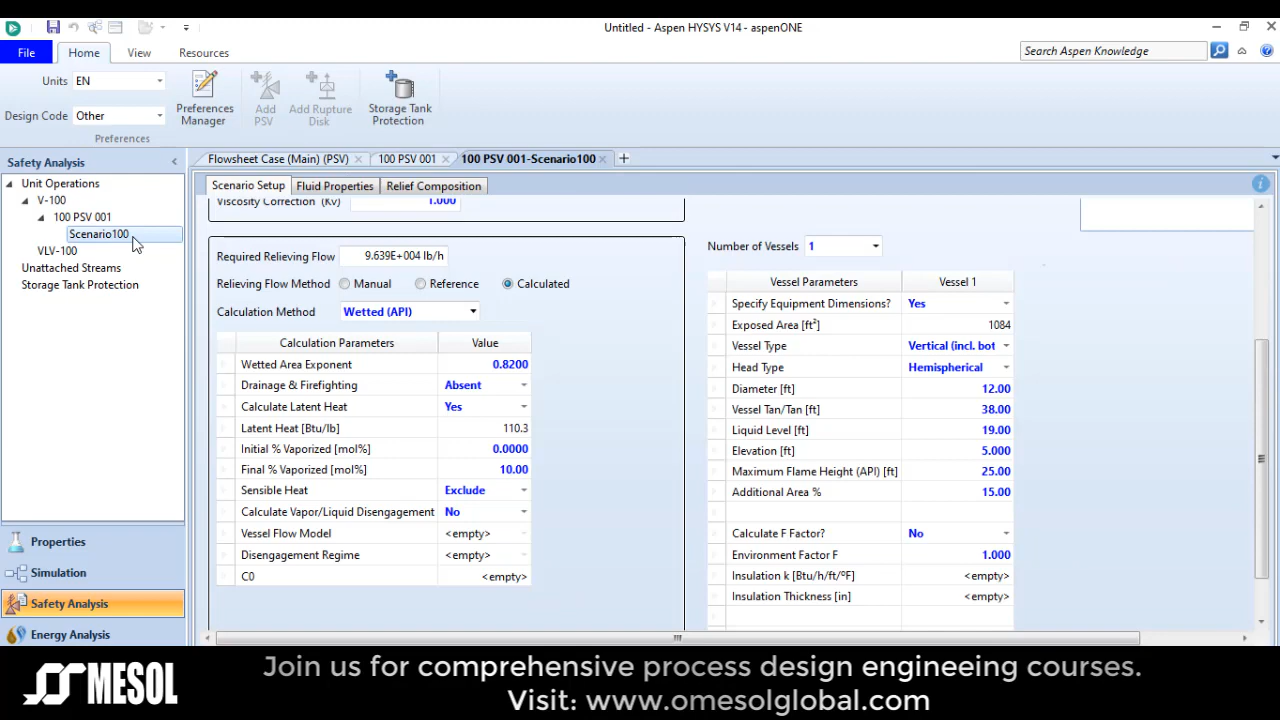 Untitled - Aspen HYSYS V14 - aspenONE
File Home View Resources
Search Aspen Knowledge
Units EN
Design Code Other
Preferences Manager
Add PSV
Add Rupture Disk
Storage Tank Protection
Preferences
Safety Analysis
Unit Operations
V-100
100 PSV 001
Scenario100
VLV-100
Unattached Streams
Storage Tank Protection
Properties
Simulation
Safety Analysis
Energy Analysis
Flowsheet Case (Main) (PSV) 100 PSV 001 100 PSV 001-Scenario100
Scenario Setup Fluid Properties Relief Composition
Viscosity Correction (Kv) 1.000
Required Relieving Flow 9.639E+004 lb/h
Relieving Flow Method Manual Reference Calculated
Calculation Method Wetted (API)
Calculation Parameters Value
Wetted Area Exponent 0.8200
Drainage & Firefighting Absent
Calculate Latent Heat Yes
Latent Heat [Btu/lb] 110.3
Initial % Vaporized [mol%] 0.0000
Final % Vaporized [mol%] 10.00
Sensible Heat Exclude
Calculate Vapor/Liquid Disengagement No
Vessel Flow Model <empty>
Disengagement Regime <empty>
C0 <empty>
Number of Vessels 1
Vessel Parameters Vessel 1
Specify Equipment Dimensions? Yes
Exposed Area [ft²] 1084
Vessel Type Vertical (incl. bot
Head Type Hemispherical
Diameter [ft] 12.00
Vessel Tan/Tan [ft] 38.00
Liquid Level [ft] 19.00
Elevation [ft] 5.000
Maximum Flame Height (API) [ft] 25.00
Additional Area % 15.00
Calculate F Factor? No
Environment Factor F 1.000
Insulation k [Btu/h/ft/ºF] <empty>
Insulation Thickness [in] <empty>
MESOL
Join us for comprehensive process design engineeing courses.
Visit: www.omesolglobal.com